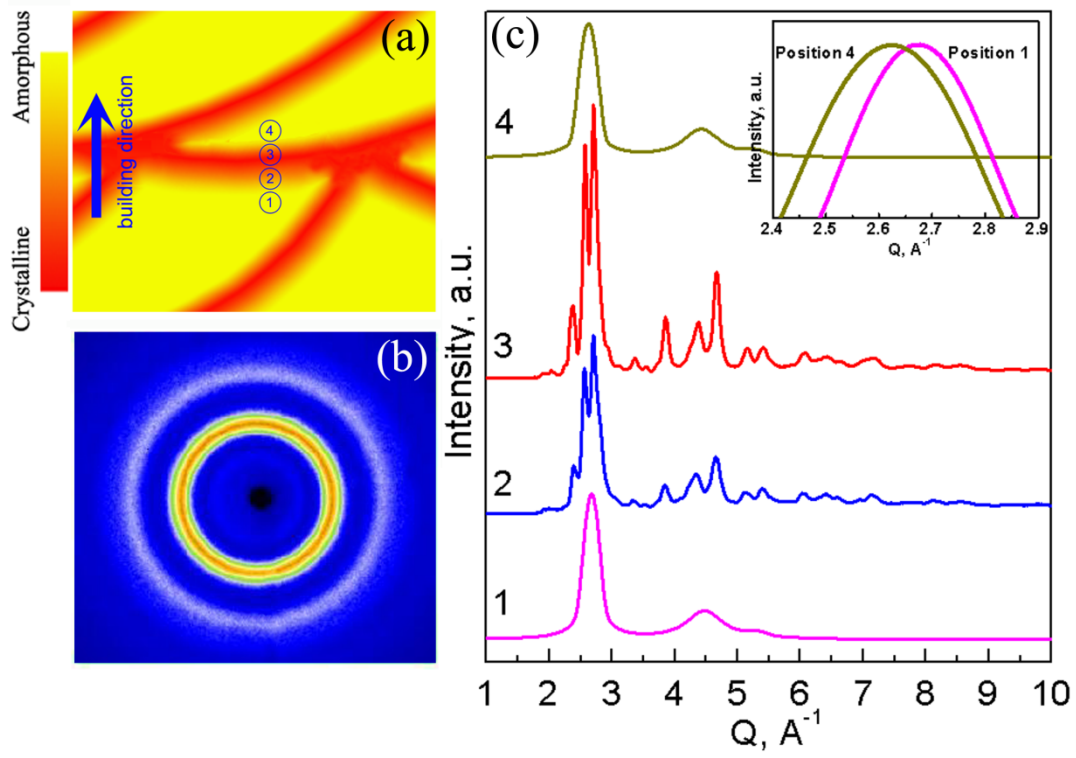 (a)
Amorphous
Crystalline
building direction
4
3
2
1
(b)
(c)
Intensity, a.u.
4
3
2
1
1 2 3 4 5 6 7 8 9 10
Q, A-1
Position 4 Position 1
Intensity, a.u.
2.4 2.5 2.6 2.7 2.8 2.9
Q, A-1